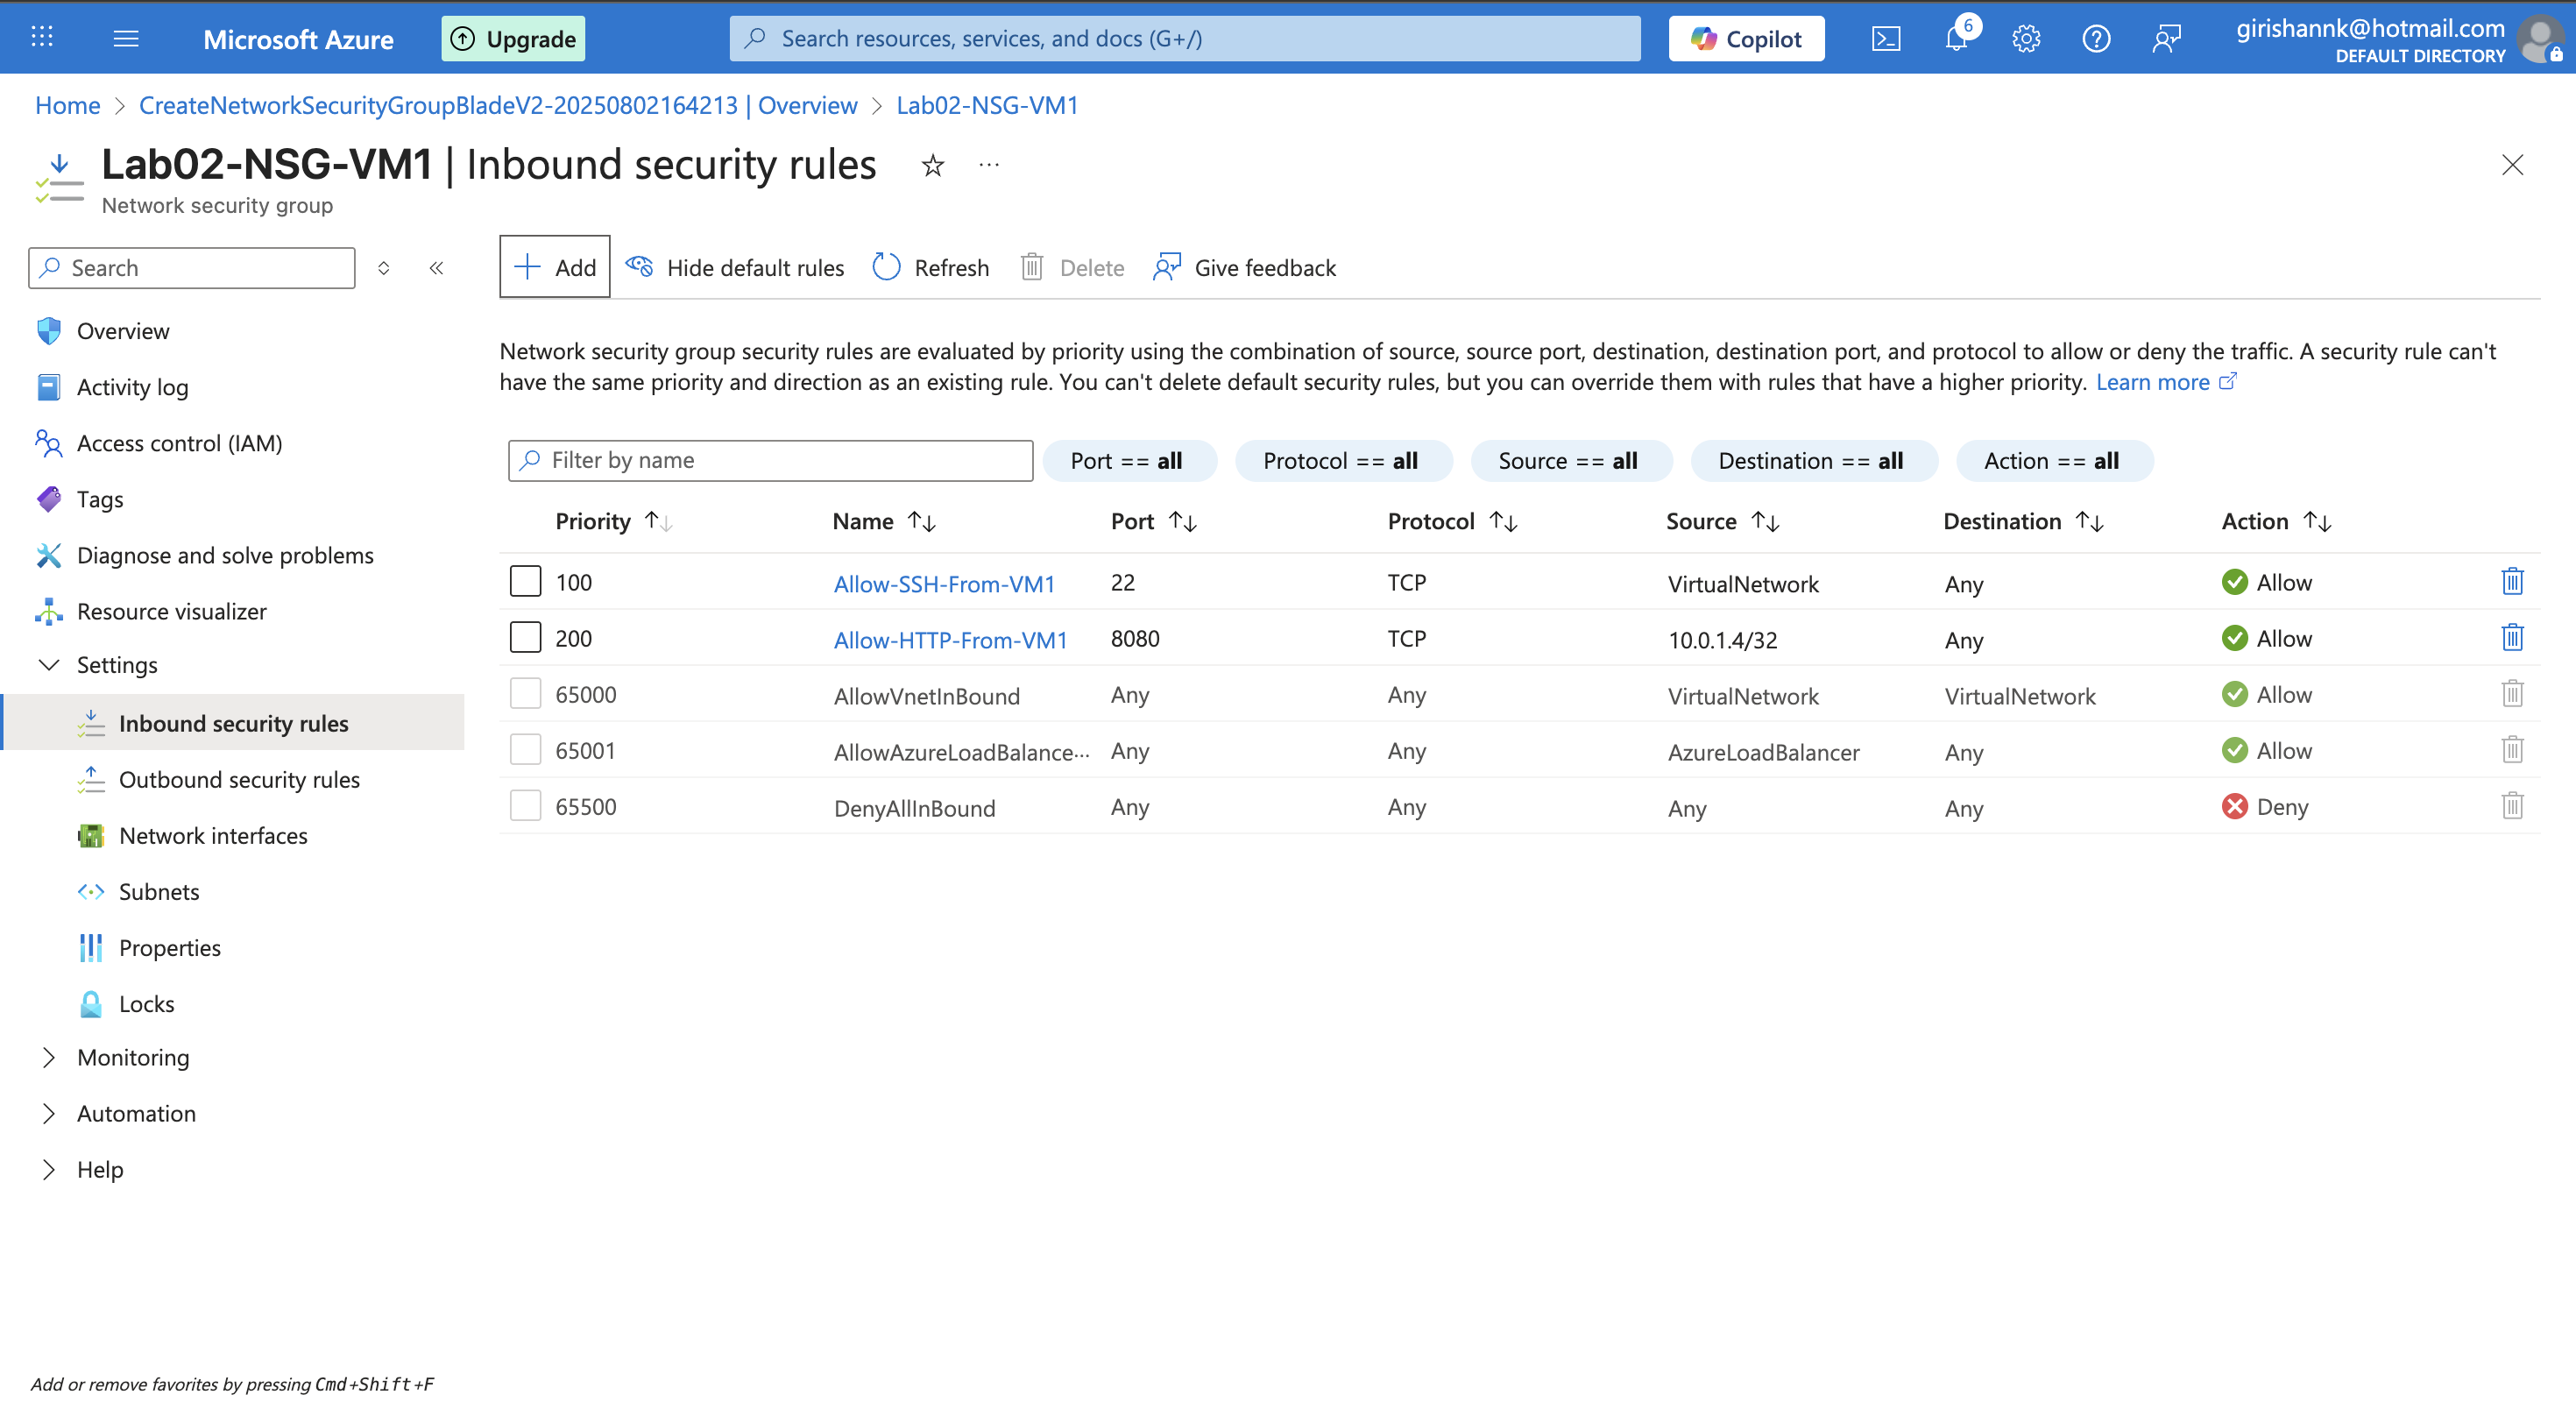 Microsoft Azure
Upgrade
Search resources, services, and docs (G+/)
Copilot
6
girishannk@hotmail.com
DEFAULT DIRECTORY
Home > CreateNetworkSecurityGroupBladeV2-20250802164213 | Overview > Lab02-NSG-VM1
Lab02-NSG-VM1 | Inbound security rules
Network security group
Search
Overview
Activity log
Access control (IAM)
Tags
Diagnose and solve problems
Resource visualizer
Settings
Inbound security rules
Outbound security rules
Network interfaces
Subnets
Properties
Locks
Monitoring
Automation
Help
Add or remove favorites by pressing Cmd+Shift+F
Add Hide default rules Refresh Delete Give feedback
Network security group security rules are evaluated by priority using the combination of source, source port, destination, destination port, and protocol to allow or deny the traffic. A security rule can't
have the same priority and direction as an existing rule. You can't delete default security rules, but you can override them with rules that have a higher priority. Learn more
Filter by name Port == all Protocol == all Source == all Destination == all Action == all
Priority Name Port Protocol Source Destination Action
100 Allow-SSH-From-VM1 22 TCP VirtualNetwork Any Allow
200 Allow-HTTP-From-VM1 8080 TCP 10.0.1.4/32 Any Allow
65000 AllowVnetInBound Any Any VirtualNetwork VirtualNetwork Allow
65001 AllowAzureLoadBalance... Any Any AzureLoadBalancer Any Allow
65500 DenyAllInBound Any Any Any Any Deny